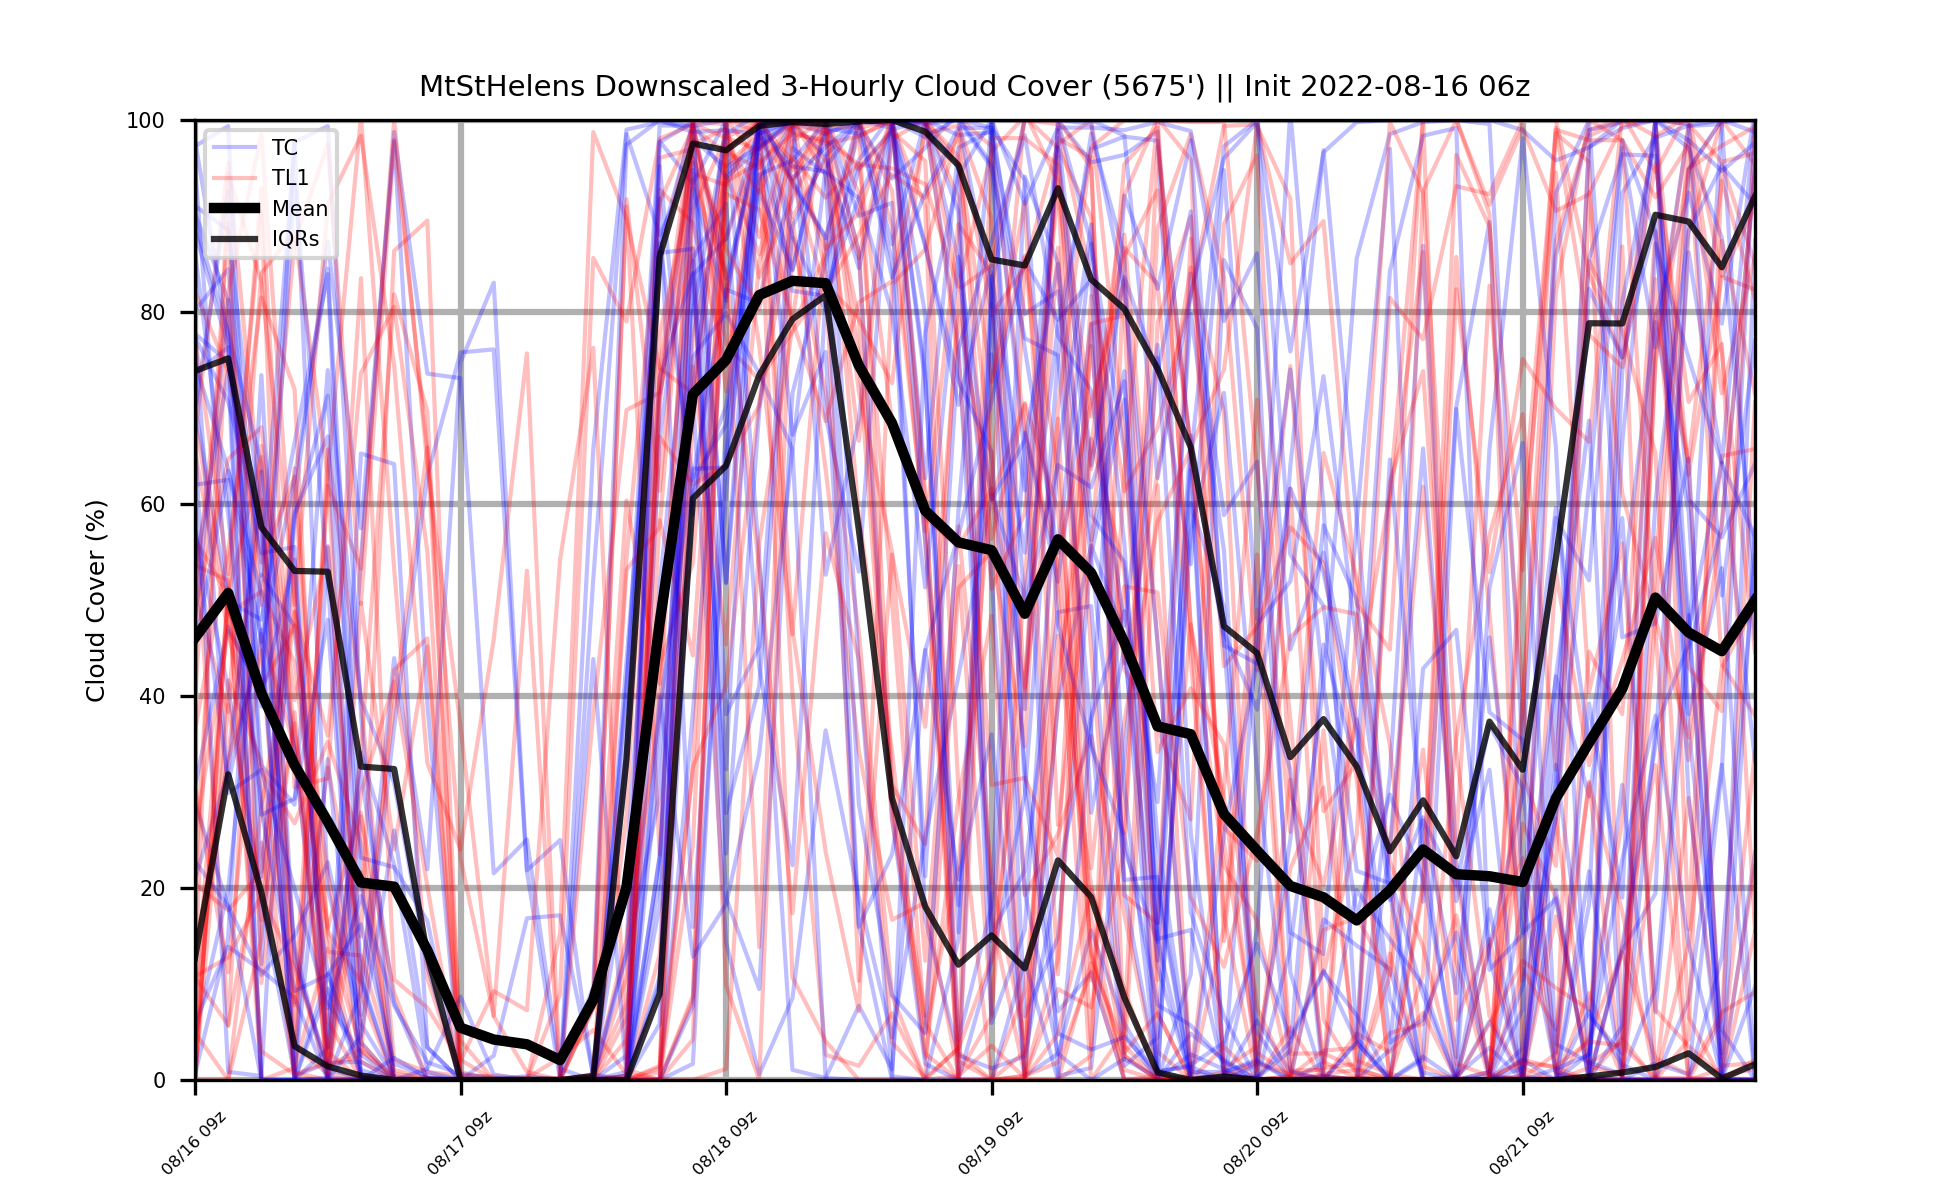 MtStHelens Downscaled 3-Hourly Cloud Cover (5675') || Init 2022-08-16 06z
Cloud Cover (%)
100
80
60
40
20
0
TC
TL1
Mean
IQRs
08/16 09z
08/17 09z
08/18 09z
08/19 09z
08/20 09z
08/21 09z